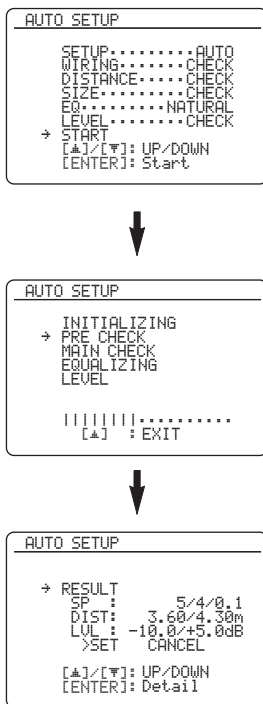 AUTO SETUP
SETUP·········AUTO
WIRING········CHECK
DISTANCE·····CHECK
SIZE·········CHECK
EQ·········NATURAL
LEVEL········CHECK
→ START
[▲]/[▼]: UP/DOWN
[ENTER]: Start
AUTO SETUP
INITIALIZING
→ PRE CHECK
MAIN CHECK
EQUALIZING
LEVEL
||||||||··········
[▲] : EXIT
AUTO SETUP
→ RESULT
SP : 5/4/0.1
DIST: 3.60/4.30m
LVL : -10.0/+5.0dB
>SET CANCEL
[▲]/[▼]: UP/DOWN
[ENTER]: Detail